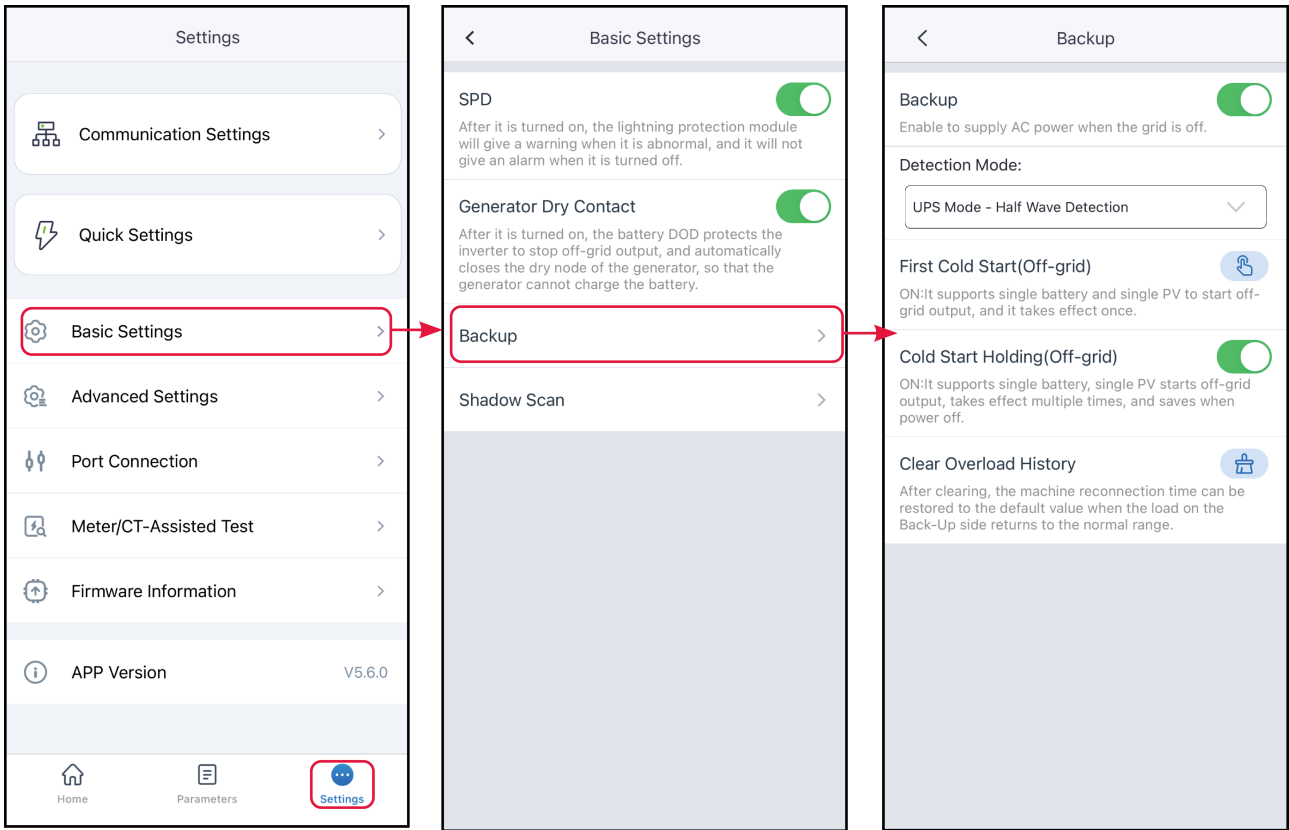 Settings
Communication Settings
Quick Settings
Basic Settings
Advanced Settings
Port Connection
Meter/CT-Assisted Test
Firmware Information
APP Version
V5.6.0
Home
Parameters
Settings
Basic Settings
SPD
After it is turned on, the lightning protection module
will give a warning when it is abnormal, and it will not
give an alarm when it is turned off.
Generator Dry Contact
After it is turned on, the battery DOD protects the
inverter to stop off-grid output, and automatically
closes the dry node of the generator, so that the
generator cannot charge the battery.
Backup
Shadow Scan
Backup
Backup
Enable to supply AC power when the grid is off.
Detection Mode:
UPS Mode - Half Wave Detection
First Cold Start(Off-grid)
ON:It supports single battery and single PV to start off-
grid output, and it takes effect once.
Cold Start Holding(Off-grid)
ON:It supports single battery, single PV starts off-grid
output, takes effect multiple times, and saves when
power off.
Clear Overload History
After clearing, the machine reconnection time can be
restored to the default value when the load on the
Back-Up side returns to the normal range.